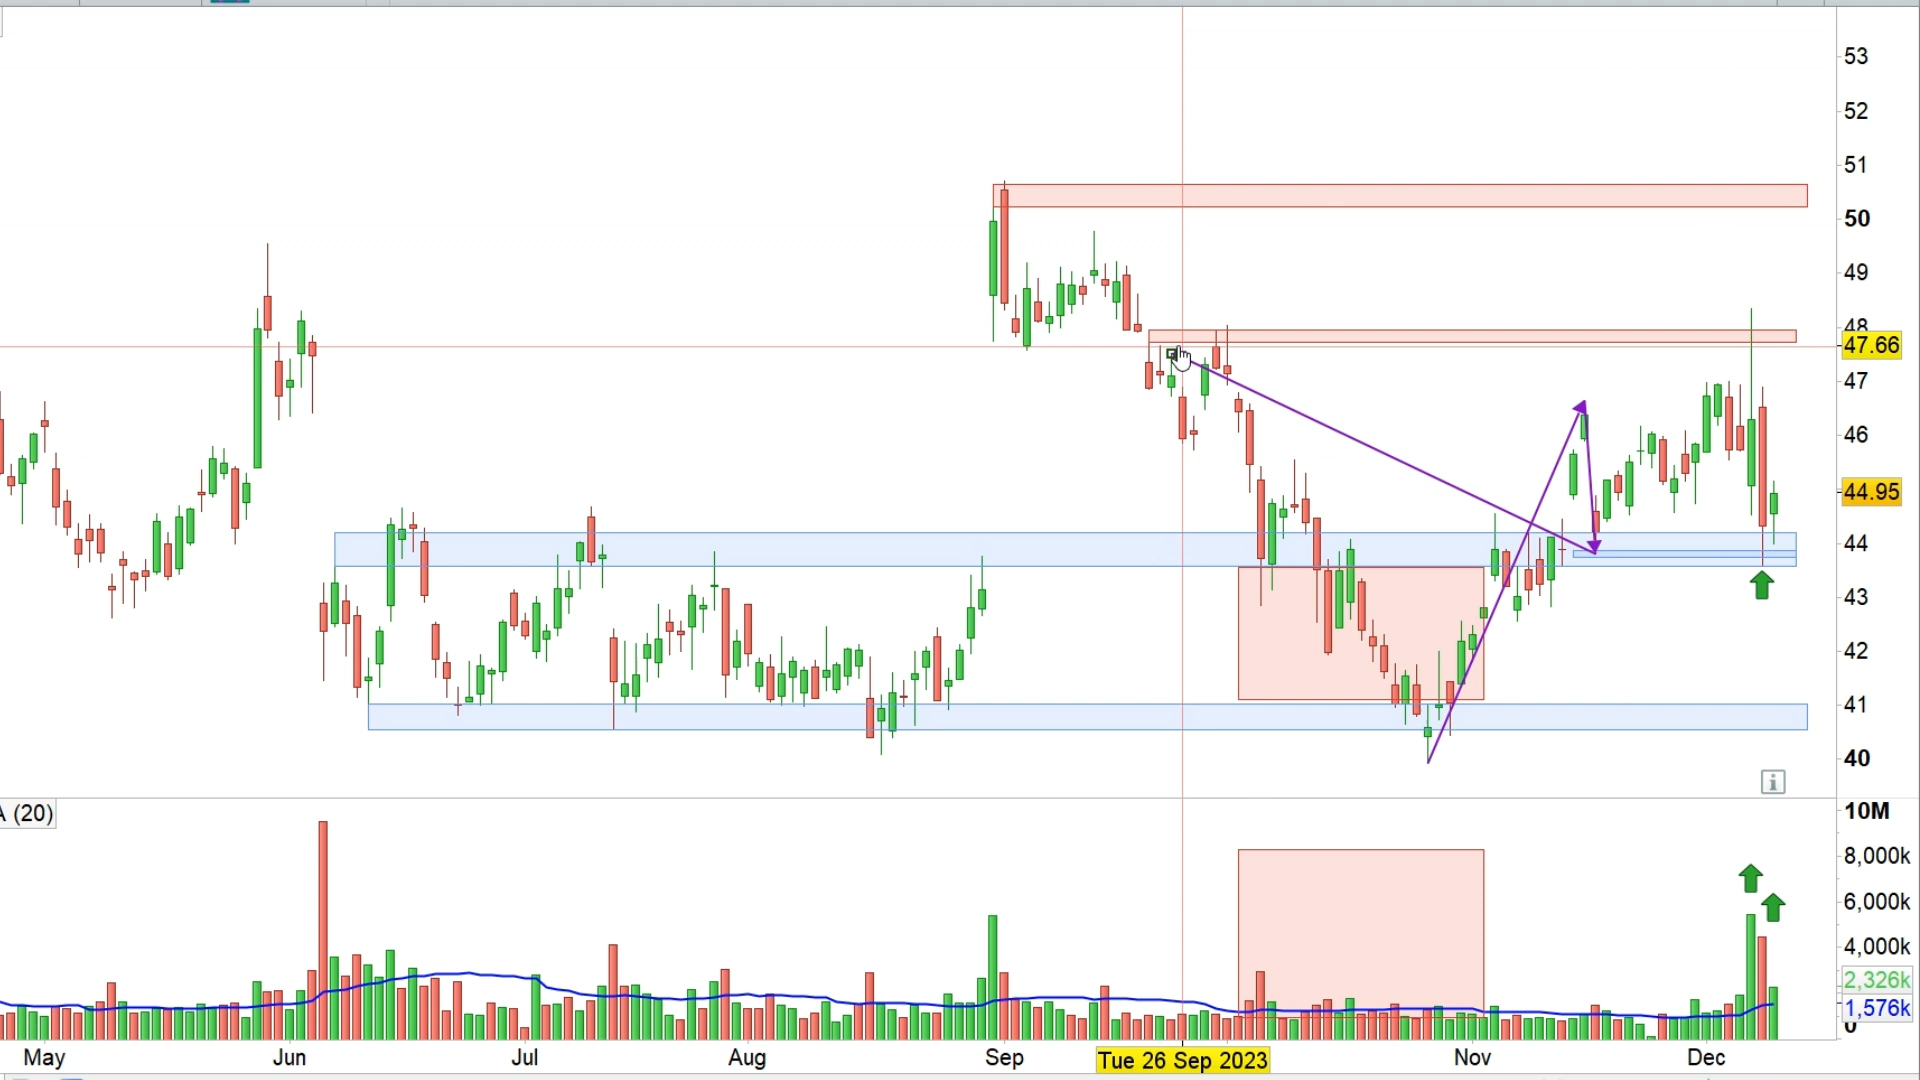 53
52
51
50
49
48
47.66
47
46
44.95
44
43
42
41
40
i
A (20)
10M
8,000k
6,000k
4,000k
2,326k
1,576k
0
May Jun Jul Aug Sep Tue 26 Sep 2023 Nov Dec